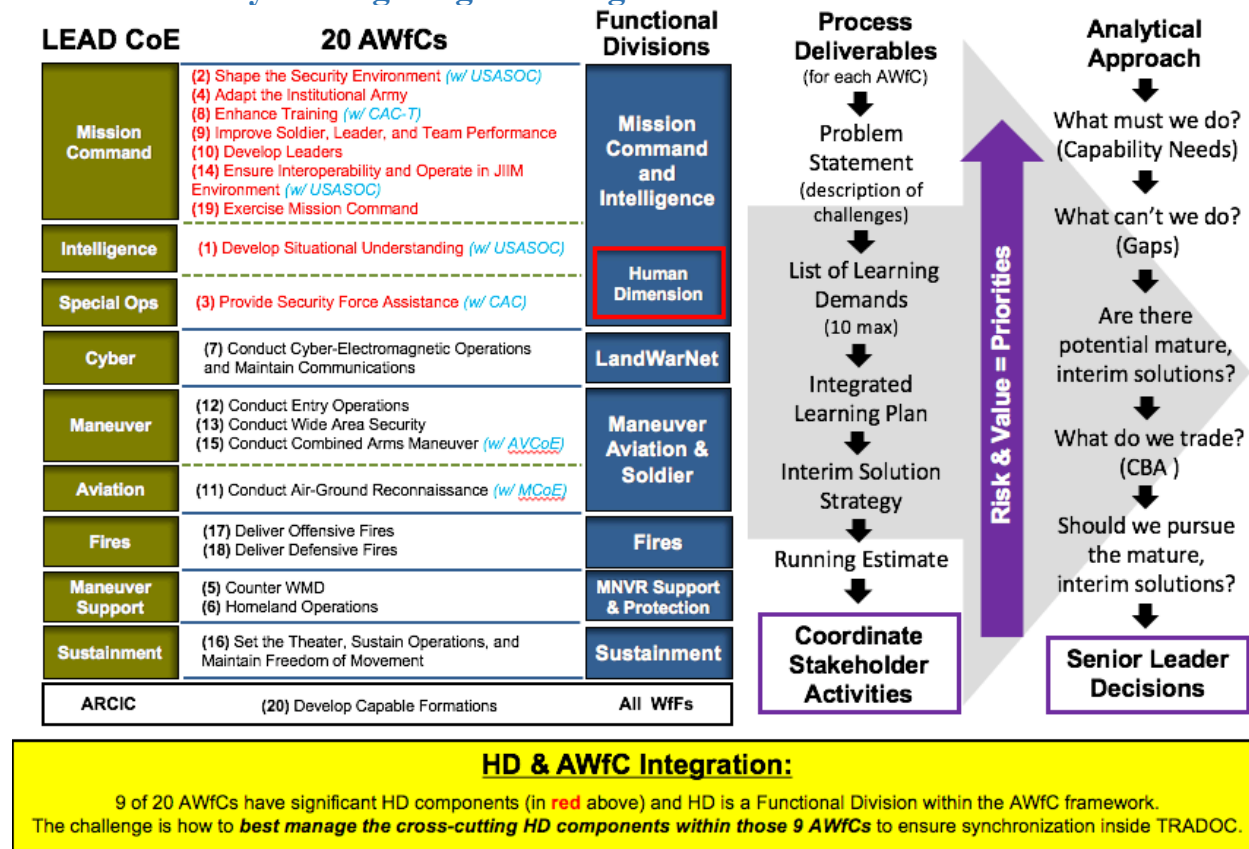 LEAD CoE
20 AWfCs
Functional
Divisions
Mission
Command
(2) Shape the Security Environment (w/ USASOC)
(4) Adapt the Institutional Army
(8) Enhance Training (w/ CAC-T)
(9) Improve Soldier, Leader, and Team Performance
(10) Develop Leaders
(14) Ensure Interoperability and Operate in JIIM
Environment (w/ USASOC)
(19) Exercise Mission Command
Mission
Command
and
Intelligence
Intelligence
(1) Develop Situational Understanding (w/ USASOC)
Human
Dimension
Special Ops
(3) Provide Security Force Assistance (w/ CAC)
Cyber
(7) Conduct Cyber-Electromagnetic Operations
and Maintain Communications
LandWarNet
Maneuver
(12) Conduct Entry Operations
(13) Conduct Wide Area Security
(15) Conduct Combined Arms Maneuver (w/ AVCoE)
Maneuver
Aviation &
Soldier
Aviation
(11) Conduct Air-Ground Reconnaissance (w/ MCoE)
Fires
(17) Deliver Offensive Fires
(18) Deliver Defensive Fires
Fires
Maneuver
Support
(5) Counter WMD
(6) Homeland Operations
MNVR Support
& Protection
Sustainment
(16) Set the Theater, Sustain Operations, and
Maintain Freedom of Movement
Sustainment
ARCIC
(20) Develop Capable Formations
All WfFs
Process
Deliverables
(for each AWfC)
Problem
Statement
(description of
challenges)
List of Learning
Demands
(10 max)
Integrated
Learning Plan
Interim Solution
Strategy
Running Estimate
Coordinate
Stakeholder
Activities
Risk & Value = Priorities
Analytical
Approach
What must we do?
(Capability Needs)
What can't we do?
(Gaps)
Are there
potential mature,
interim solutions?
What do we trade?
(CBA )
Should we pursue
the mature,
interim solutions?
Senior Leader
Decisions
HD & AWfC Integration:
9 of 20 AWfCs have significant HD components (in red above) and HD is a Functional Division within the AWfC framework.
The challenge is how to best manage the cross-cutting HD components within those 9 AWfCs to ensure synchronization inside TRADOC.